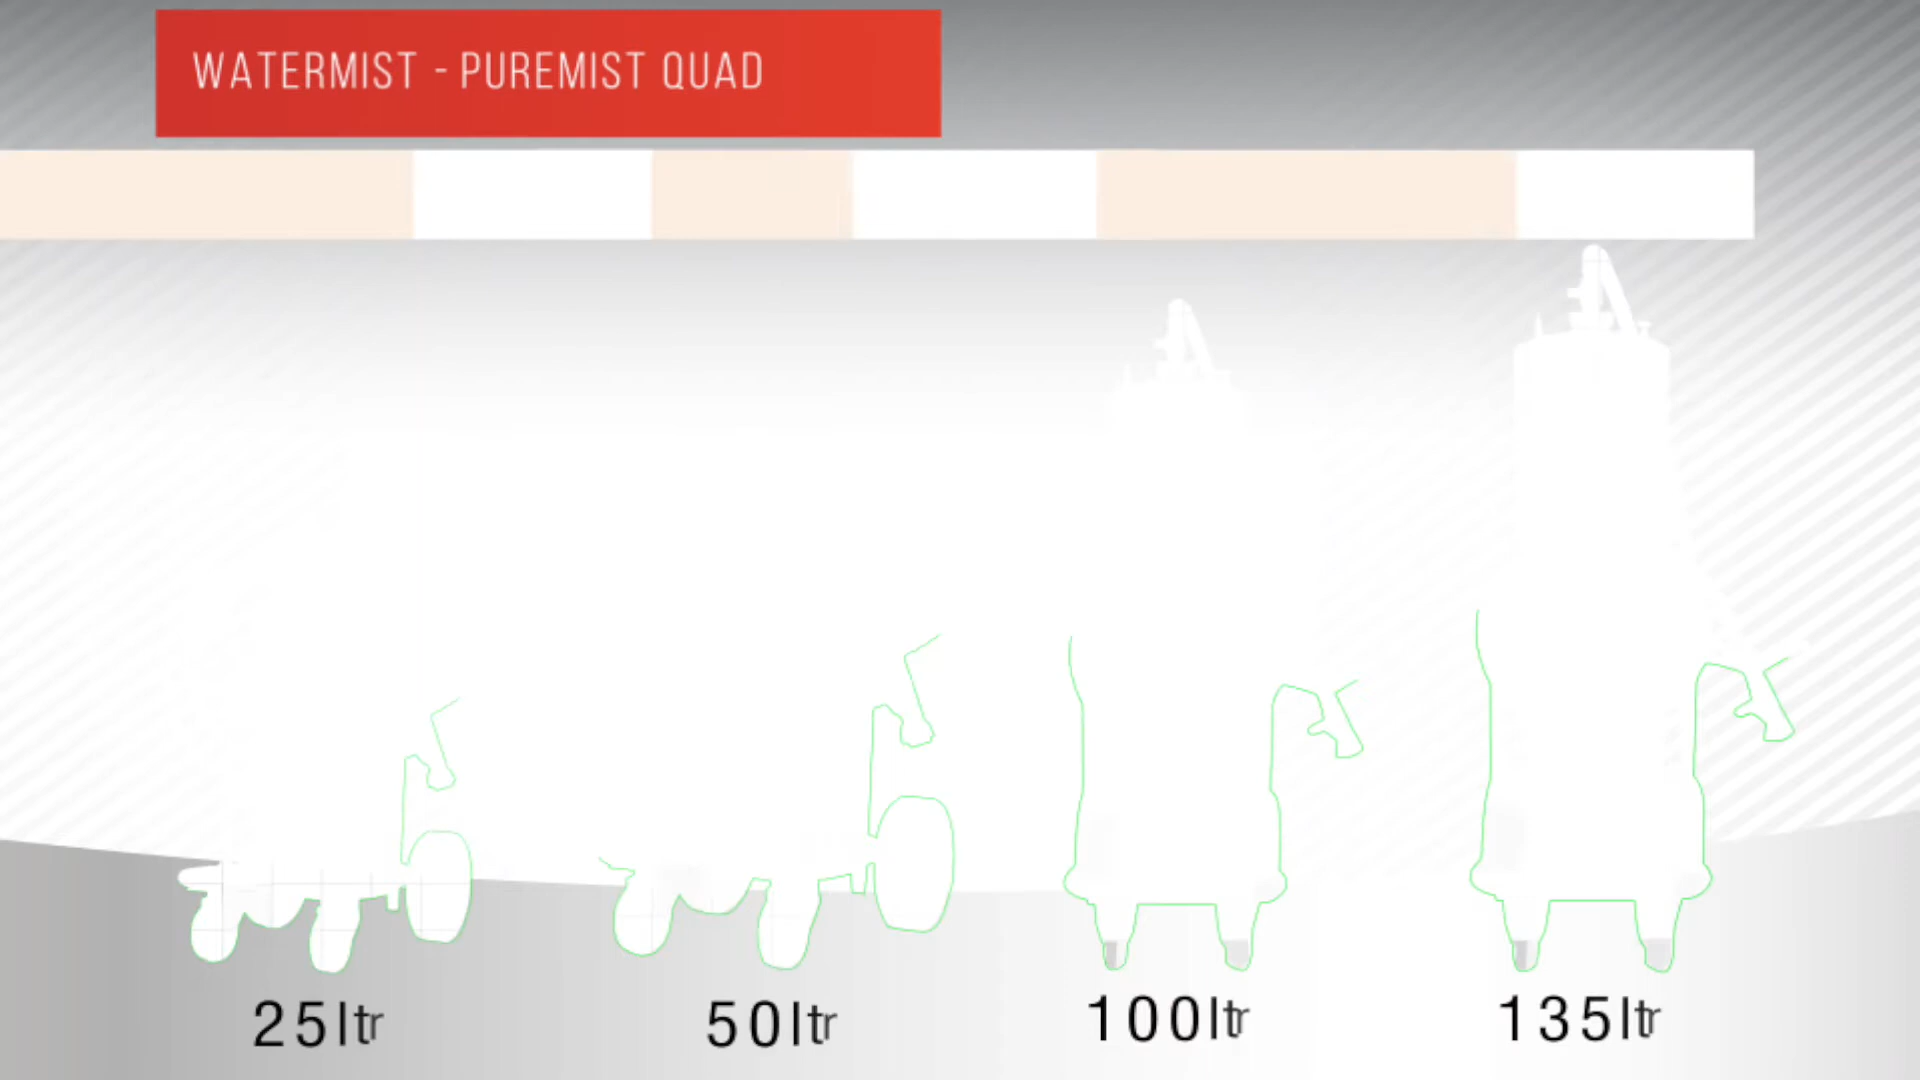 WATERMIST - PUREMIST QUAD
25ltr
50ltr
100ltr
135ltr